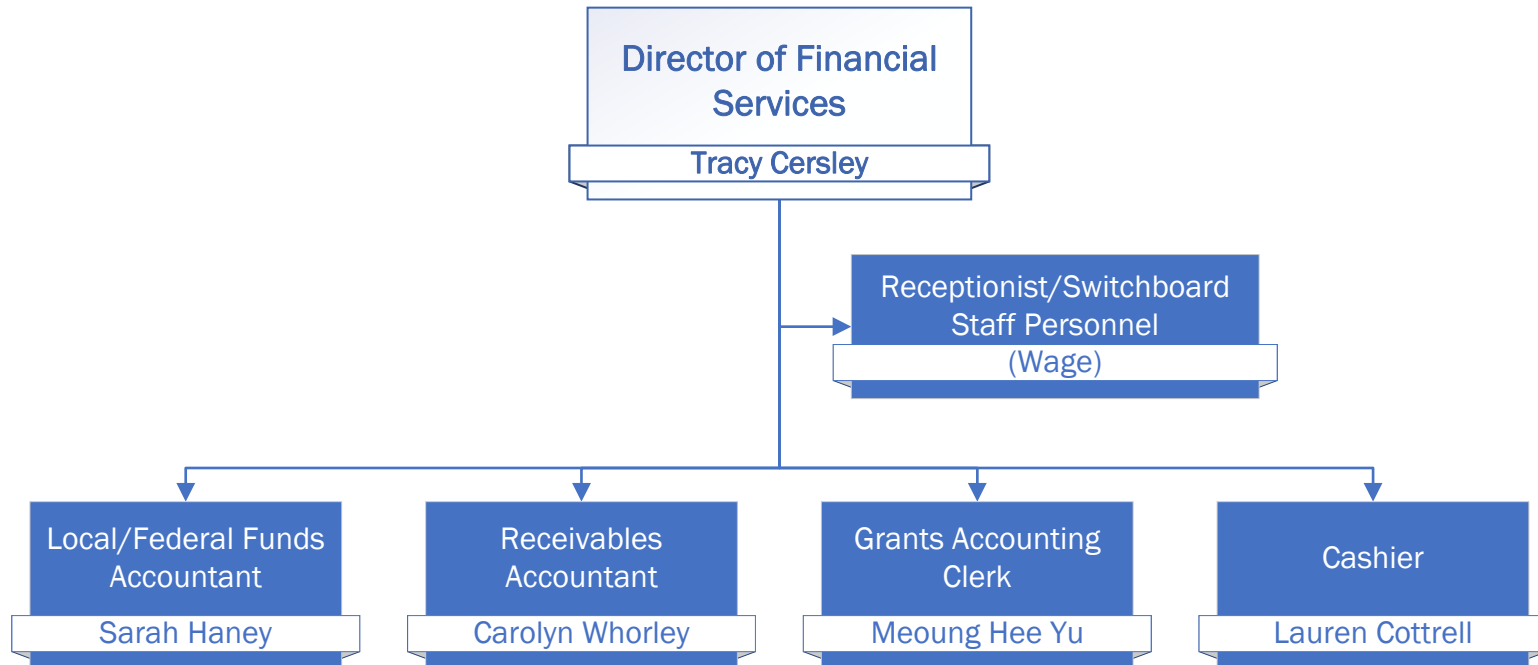 Director of Financial
Services
Tracy Cersley
Receptionist/Switchboard
Staff Personnel
(Wage)
Local/Federal Funds
Accountant
Sarah Haney
Receivables
Accountant
Carolyn Whorley
Grants Accounting
Clerk
Meoung Hee Yu
Cashier
Lauren Cottrell